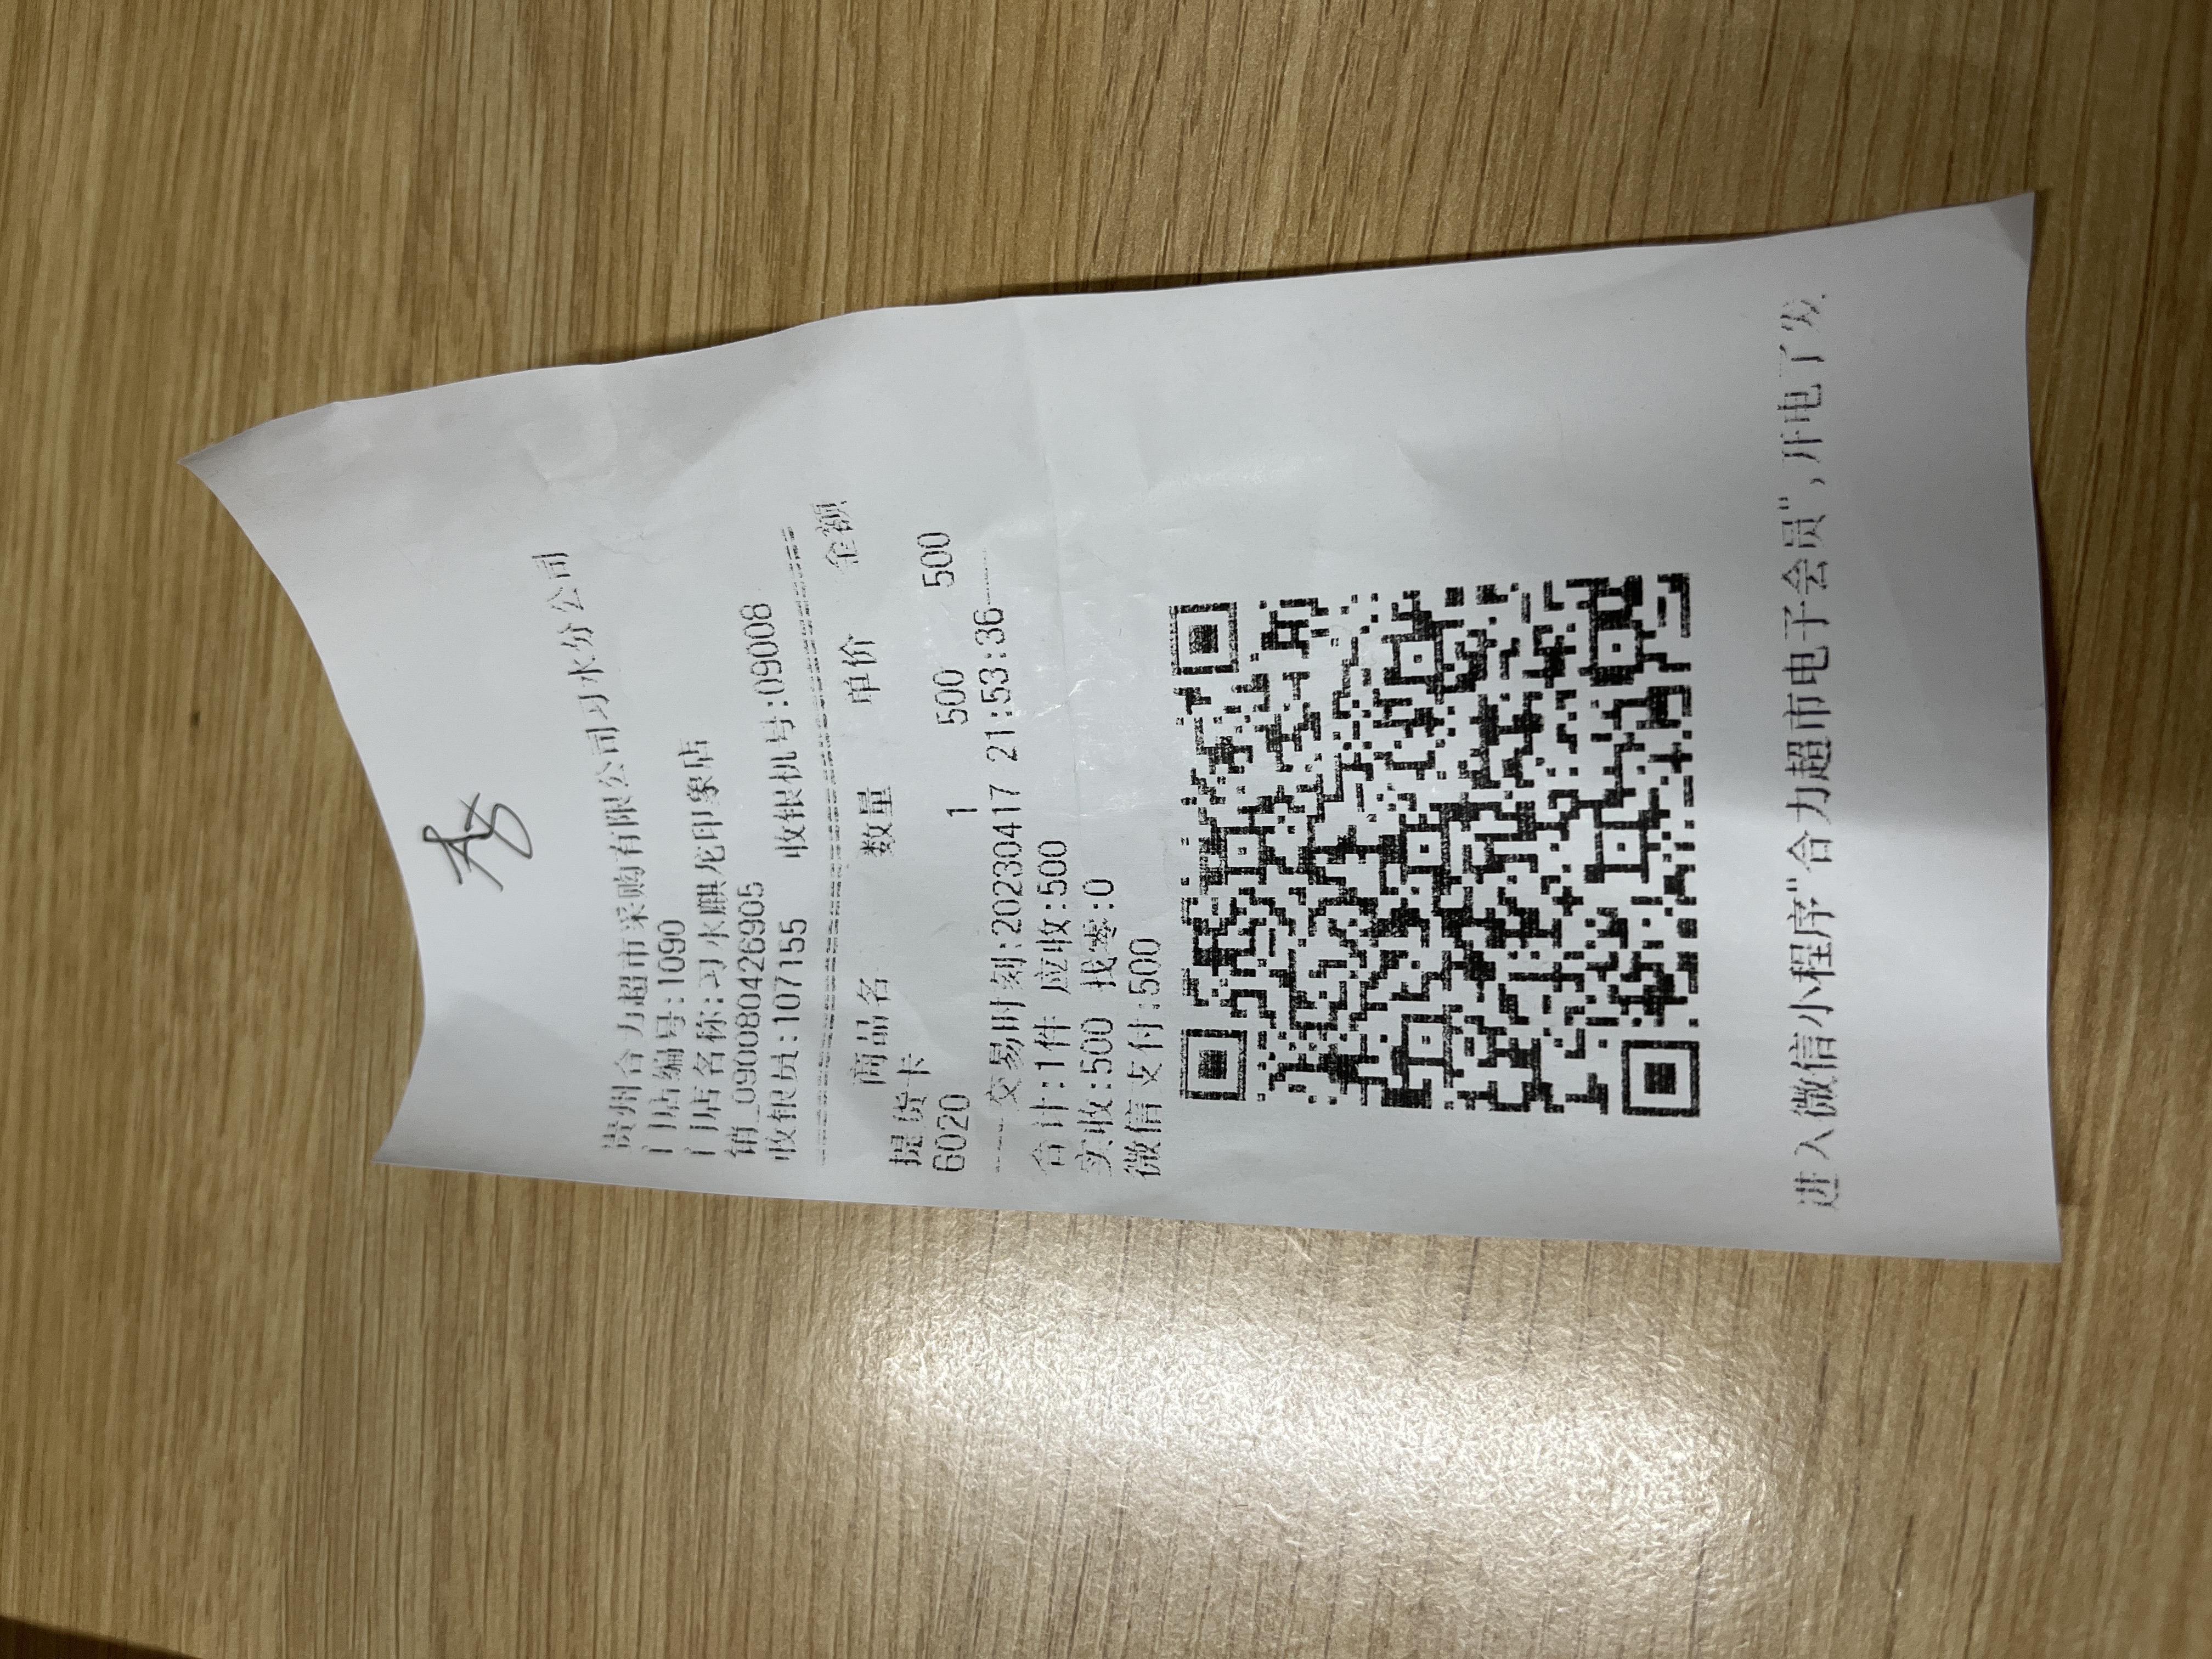 贵州合力超市采购有限公司习水分公司
门店编号:10900
门店名称:习水麒龙印象店
销_0900880426905
收银员:107155 收银机号:09008
商品名 数量 单价 金额
提货卡
6020 1 500 500
交易时刻:20230417 21:53:36
合计:1件 应收:500
实收:500 找零:0
微信支付:500
进入微信小程序"合力超市电子会员",开电子发